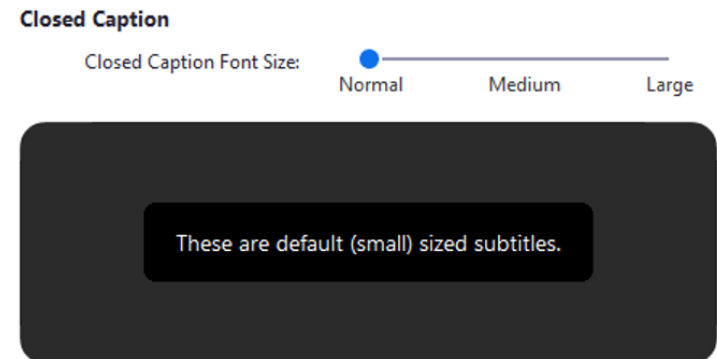 Closed Caption
Closed Caption Font Size:
Normal Medium Large
These are default (small) sized subtitles.